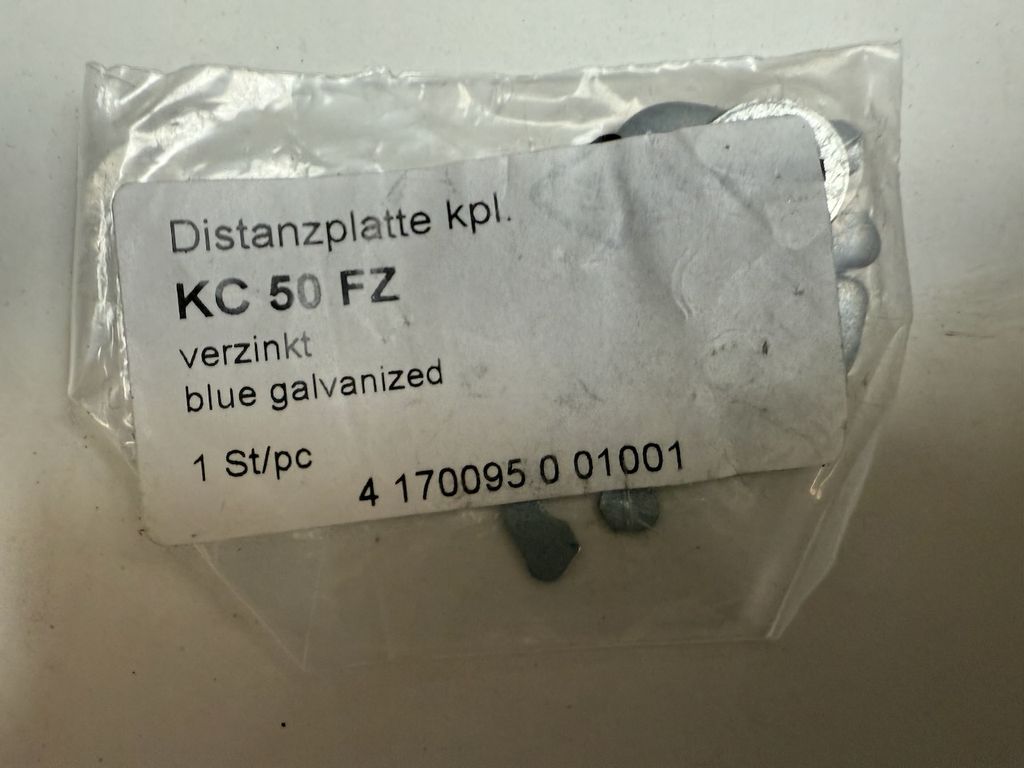 Distanzplatte kpl.
KC 50 FZ
verzinkt
blue galvanized
1 St/pc
4 170095 0 01001